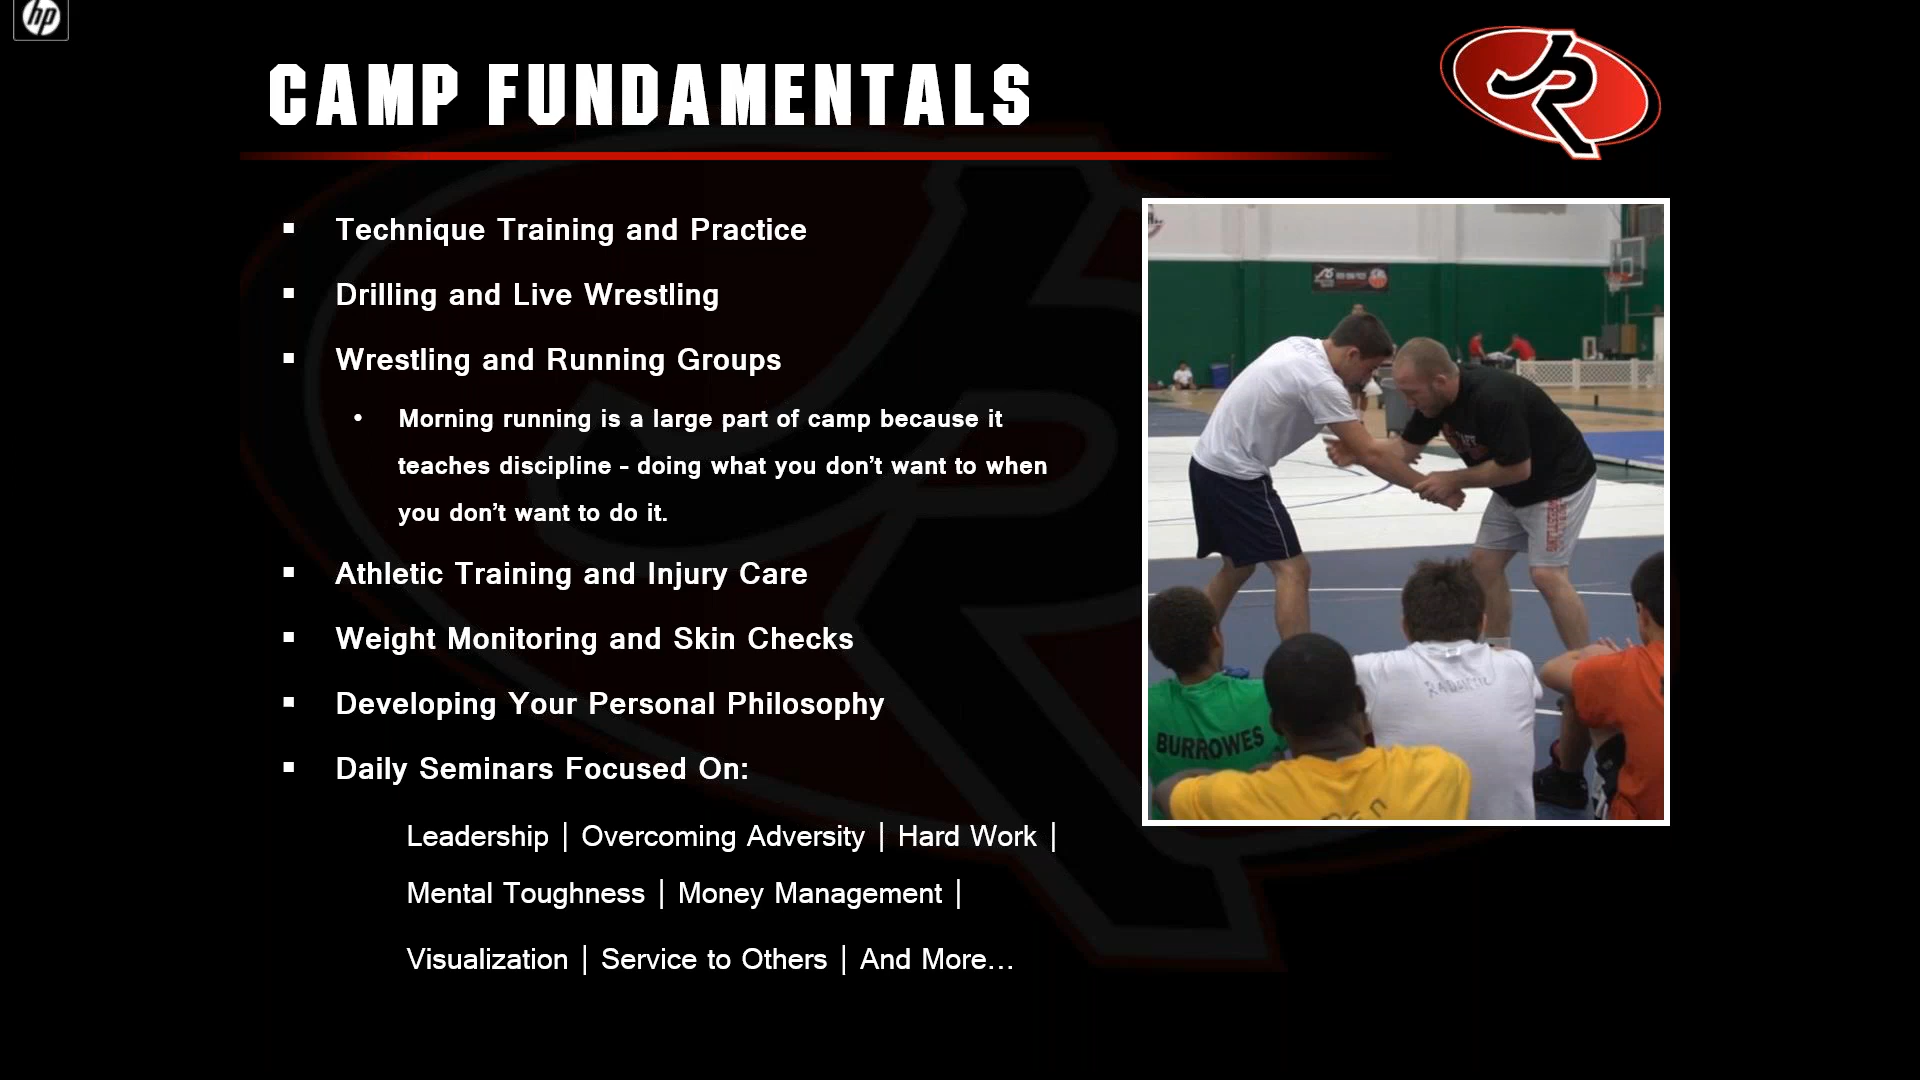 hp
CAMP FUNDAMENTALS
JR
▪ Technique Training and Practice
▪ Drilling and Live Wrestling
▪ Wrestling and Running Groups
• Morning running is a large part of camp because it
teaches discipline – doing what you don’t want to when
you don’t want to do it.
▪ Athletic Training and Injury Care
▪ Weight Monitoring and Skin Checks
▪ Developing Your Personal Philosophy
▪ Daily Seminars Focused On:
Leadership | Overcoming Adversity | Hard Work |
Mental Toughness | Money Management |
Visualization | Service to Others | And More…
BURROWES